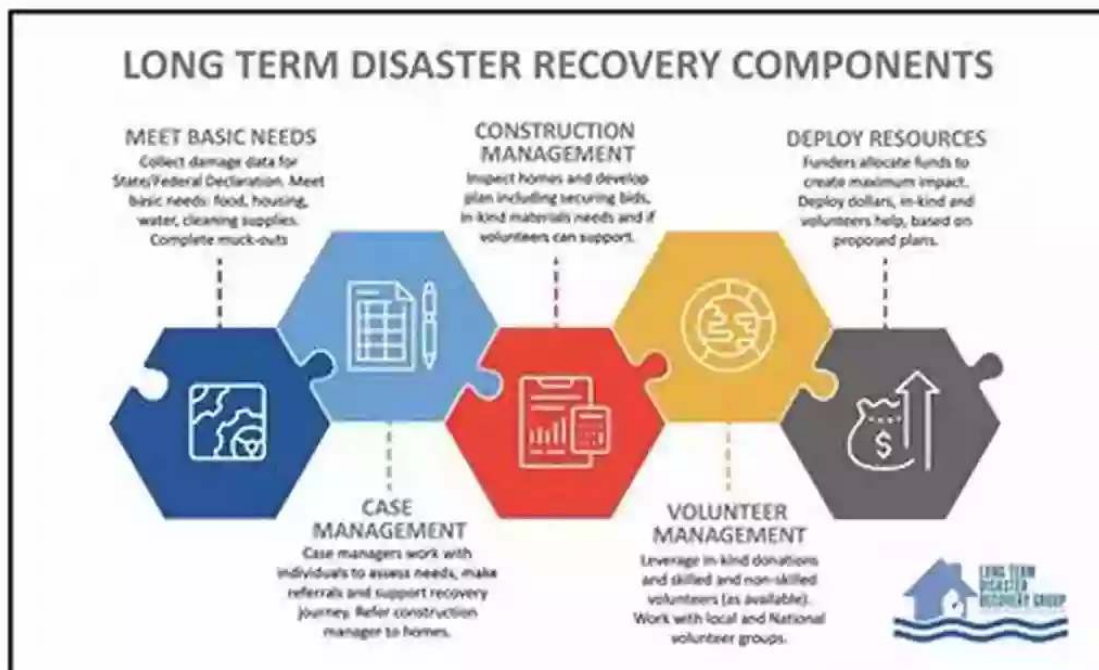 LONG TERM DISASTER RECOVERY COMPONENTS
MEET BASIC NEEDS
Collect damage data for
State/Federal Declaration. Meet
basic needs: food, housing,
water, cleaning supplies.
Complete muck-outs
CASE
MANAGEMENT
Case managers work with
individuals to assess needs, make
referrals and support recovery
journey. Refer construction
manager to homes.
CONSTRUCTION
MANAGEMENT
Inspect homes and develop
plan including securing bids,
in-kind materials needs and if
volunteers can support.
VOLUNTEER
MANAGEMENT
Leverage in-kind donations
and skilled and non-skilled
volunteers (as available).
Work with local and National
volunteer groups.
DEPLOY RESOURCES
Funders allocate funds to
create maximum impact.
Deploy dollars, in-kind and
volunteers help, based on
proposed plans.
$
LONG TERM
DISASTER
RECOVERY GROUP